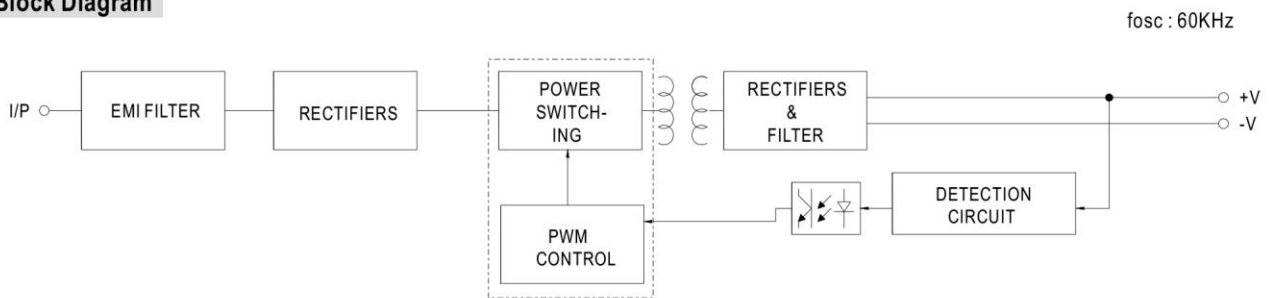 Block Diagram
fosc : 60KHz
I/P
EMI FILTER
RECTIFIERS
POWER
SWITCH-
ING
RECTIFIERS
&
FILTER
+V
-V
DETECTION
CIRCUIT
PWM
CONTROL